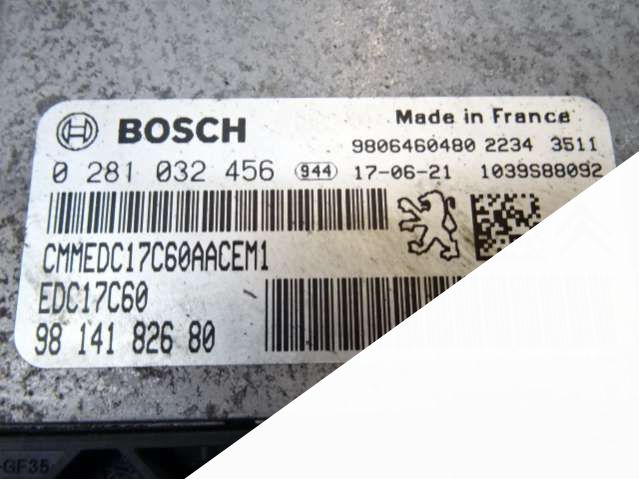 BOSCH Made in France
9806460480 2234 3511
0 281 032 456 944 17-06-21 1039S88092
CMMEDC17C60AACEM1
EDC17C60
98 141 826 80
-GF35